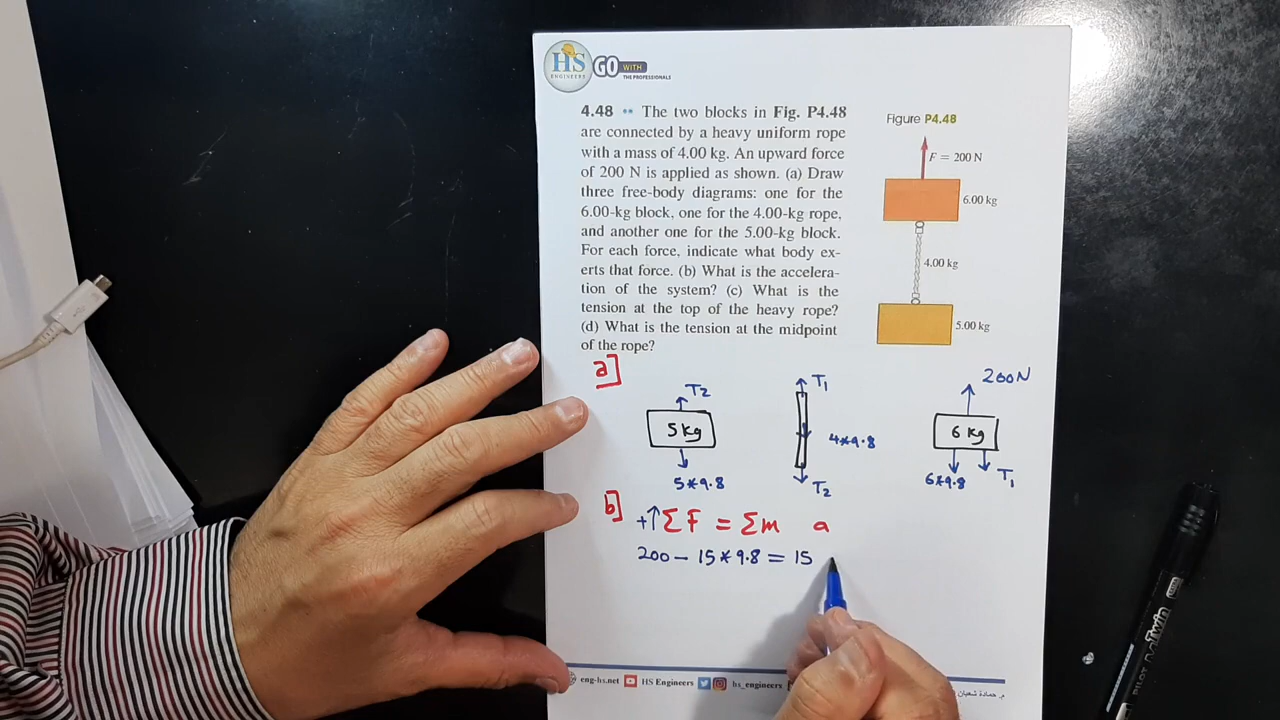 HS
ENGINEERS
GO WITH
THE PROFESSIONALS
4.48 •• The two blocks in Fig. P4.48
are connected by a heavy uniform rope
with a mass of 4.00 kg. An upward force
of 200 N is applied as shown. (a) Draw
three free-body diagrams: one for the
6.00-kg block, one for the 4.00-kg rope,
and another one for the 5.00-kg block.
For each force, indicate what body ex-
erts that force. (b) What is the accelera-
tion of the system? (c) What is the
tension at the top of the heavy rope?
(d) What is the tension at the midpoint
of the rope?
Figure P4.48
F = 200 N
6.00 kg
4.00 kg
5.00 kg
a]
T2
5 kg
5*9.8
T1
4*9.8
T2
200N
6 kg
6*9.8
T1
b]
+↑ΣF = Σm a
200 – 15*9.8 = 15
eng-hs.net HS Engineers hs_engineers
م. حمادة شعبان
PILOT Twin